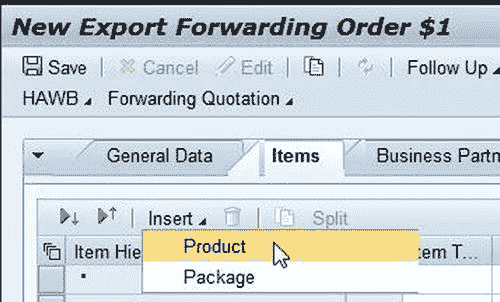 New Export Forwarding Order $1
Save Cancel Edit Follow Up
HAWB Forwarding Quotation
General Data Items Business Partn
Insert Split
Item Hie tem T...
Product
Package